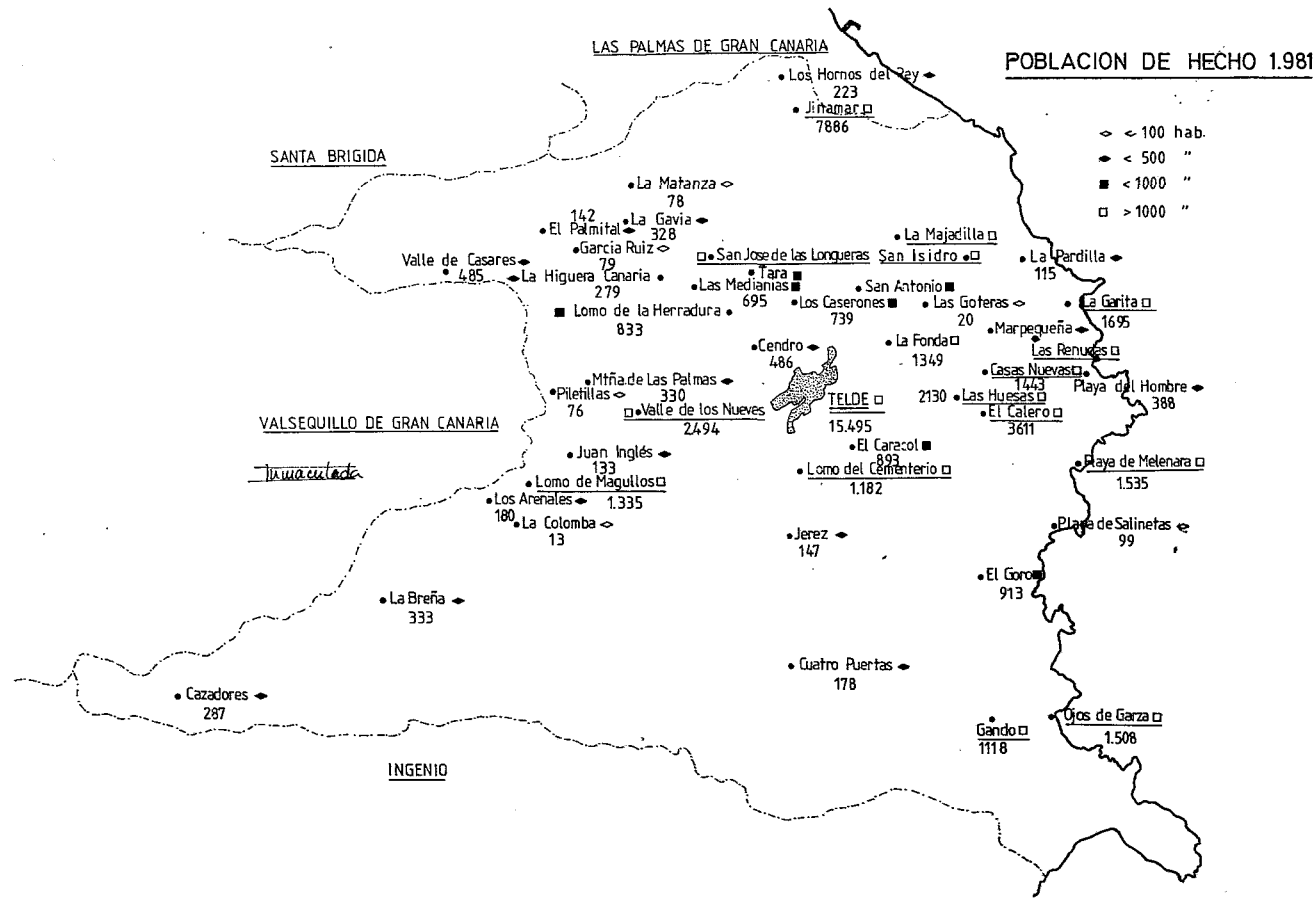 LAS PALMAS DE GRAN CANARIA
POBLACION DE HECHO 1.981
< 100 hab.
< 500 "
< 1000 "
> 1000 "
Los Hornos del Rey
223
Jinamar
7886
SANTA BRIGIDA
La Matanza
78
142
La Gavia
328
El Palmital
Garcia Ruiz
79
La Majadilla
San Jose de las Longueras
San Isidro
La Pardilla
115
Valle de Casares
485
La Higuera Canaria
279
Tara
Las Medianias
695
San Antonio
Los Caserones
739
Las Goteras
20
La Garita
1695
Lomo de la Herradura
833
Marpequeña
Cendro
486
La Fonda
1349
Las Renudas
Casas Nuevas
1443
Playa del Hombre
388
Mtña. de Las Palmas
330
Piletillas
76
Valle de los Nueves
2494
TELDE
15.495
2130
Las Huesas
El Calero
3611
VALSEQUILLO DE GRAN CANARIA
Inmaculada
Juan Inglés
133
El Caracol
893
Lomo del Cementerio
1.182
Playa de Melenara
1.535
Lomo de Magullos
1.335
Los Arenales
180
La Colomba
13
Jerez
147
Playa de Salinetas
99
El Goro
913
La Breña
333
Cuatro Puertas
178
Cazadores
287
Gando
1118
Ojos de Garza
1.508
INGENIO